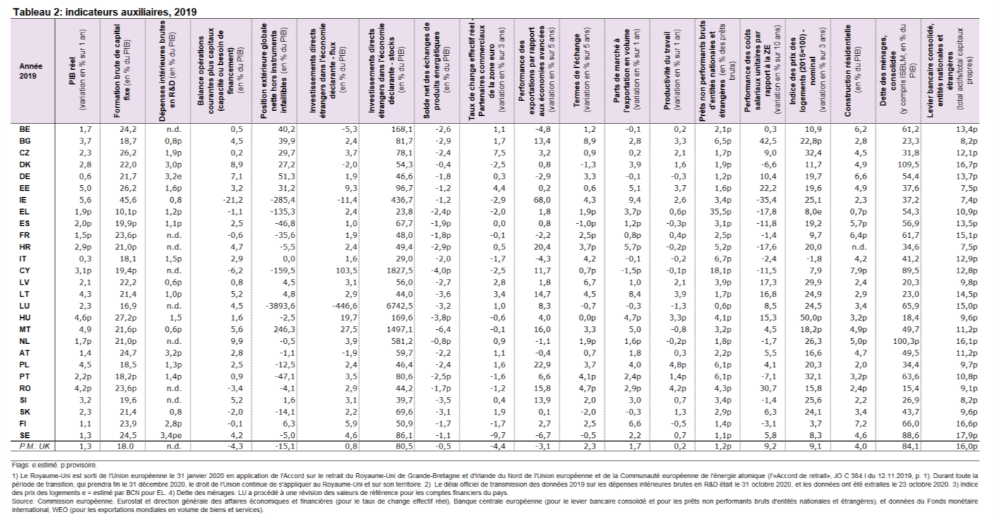 Tableau 2: indicateurs auxiliaires, 2019
Année 2019
PIB réel (variation en % sur 1 an)
Formation brute de capital fixe (en % du PIB)
Dépenses intérieures brutes en R&D (en % du PIB)
Balance opérations courantes plus capitaux (capacité ou besoin de financement) (en % du PIB)
Position extérieure globale nette hors instruments infaillibles (en % du PIB)
Investissements directs étrangers dans l'économie déclarante - flux (en % du PIB)
Investissements directs étrangers dans l'économie déclarante - stocks (en % du PIB)
Solde net des échanges de produits énergétiques (en % du PIB)
Taux de change effectif réel - Partenaires commerciaux de la zone euro (variation en % sur 3 ans)
Performance des exportations par rapport aux économies avancées (variation en % sur 5 ans)
Termes de l'échange (variation en % sur 5 ans)
Parts de marché à l'exportation en volume (variation en % sur 1 an)
Productivité du travail (variation en % sur 1 an)
Prêts non performants bruts d'entités nationales et étrangères (en % des prêts bruts)
Performance des coûts salariaux unitaires par rapport à la ZE (variation en % sur 10 ans)
Indice des prix des logements (2015=100) - nominal (variation en % sur 3 ans)
Construction résidentielle (en % du PIB)
Dette des ménages, consolidée (y compris ISBLM, en % du PIB)
Levier bancaire consolidé, entités nationales et étrangères (total actifs/total capitaux propres)
BE 1,7 24,2 n.d. 0,5 40,2 -5,3 168,1 -2,6 1,1 -4,8 1,2 -0,1 0,2 2,1p 0,3 10,9 6,2 61,2 13,4p
BG 3,7 18,7 0,8p 4,5 39,9 2,4 81,7 -2,9 1,7 13,4 8,9 2,8 3,3 6,5p 42,5 22,8p 2,8 23,3 8,2p
CZ 2,3 26,2 1,9p 0,2 29,7 3,7 78,1 -2,4 7,5 3,2 0,9 0,2 2,1 1,7p 9,0 32,4 4,5 31,8 12,1p
DK 2,8 22,0 3,0p 8,9 27,2 -2,0 54,3 -0,4 -2,5 0,8 -1,3 3,9 1,6 1,9p -6,6 11,7 4,9 109,5 16,7p
DE 0,6 21,7 3,2e 7,1 51,3 1,9 46,6 -1,8 0,3 -2,9 3,3 -0,1 -0,3 1,2p 10,4 19,7 6,6 54,4 13,7p
EE 5,0 26,2 1,6p 3,2 31,2 9,3 96,7 -1,2 4,4 0,2 0,6 5,1 3,7 1,6p 22,2 19,6 4,9 37,6 7,5p
IE 5,6 45,6 0,8 -21,2 -285,4 -11,4 436,7 -1,2 -2,9 68,0 4,3 9,4 2,6 3,4p -35,4 25,1 2,3 37,2 7,4p
EL 1,9p 10,1p 1,2p -1,1 -135,3 2,4 23,8 -2,4p -2,0 1,8 1,9p 3,7p 0,6p 35,5p -17,8 8,0e 0,7p 54,3 10,9p
ES 2,0p 19,9p 1,1p 2,5 -46,8 1,0 67,7 -1,9p 0,0 0,8 -1,0p 1,2p -0,3p 3,1p -11,8 19,2 5,7p 56,9 13,5p
FR 1,5p 23,6p n.d. -0,6 -35,6 1,9 48,0 -1,8p -0,1 -2,2 2,5p 0,8p 0,4p 2,5p -1,4 9,7 6,4p 61,7 15,1p
HR 2,9p 21,0p n.d. 4,7 -5,5 2,4 49,4 -2,9p 0,5 20,4 3,7p 5,7p -0,2p 5,2p -17,6 20,0 n.d. 34,6 7,5p
IT 0,3 18,1 1,5p 2,9 0,0 1,6 29,0 -2,0 -1,7 -4,3 4,2 -0,1 -0,2 6,7p -2,4 -1,8 4,2 41,2 12,9p
CY 3,1p 19,4p n.d. -6,2 -159,5 103,5 1827,5 -4,0p -2,5 11,7 0,7p -1,5p -0,1p 18,1p -11,5 7,9 7,9p 89,5 12,8p
LV 2,1 22,2 0,6p 0,8 4,5 3,1 56,0 -2,7 2,8 1,8 6,7 1,0 2,1 3,9p 17,3 29,9 2,4 20,3 9,8p
LT 4,3 21,4 1,0p 5,2 4,8 2,9 44,0 -3,6 3,4 14,7 4,5 8,4 3,9 1,7p 16,8 24,9 2,9 23,0 14,5p
LU 2,3 16,9 n.d. 4,5 -3893,6 -446,6 6742,5 -3,2 1,0 8,3 -0,7 -0,3 -1,3 0,6p 8,5 24,5 3,4 65,9 15,0p
HU 4,6p 27,2p 1,5 1,6 -2,5 19,7 169,6 -3,8p -0,6 4,0 0,0p 4,7p 3,3p 4,4p 15,3 50,0p 3,2p 18,4 9,6p
MT 4,9 21,6p 0,6p 5,6 246,3 27,5 1497,1 -6,4 -0,1 16,0 3,3 5,0 -0,8 3,2p 4,5 18,2p 4,9p 49,7 11,2p
NL 1,7p 21,0p n.d. 9,9 -0,5 3,9 581,2 -0,8p 0,9 -1,1 1,9p 1,6p -0,2p 1,8p -1,7 26,3 5,0p 100,3p 16,1p
AT 1,4 24,7 3,2p 2,8 -1,1 -1,9 59,7 -2,2 1,1 -0,4 0,7 1,8 0,3 2,2p 5,5 16,6 4,7 49,5 11,2p
PL 4,5 18,5 1,3p 2,5 -12,5 2,4 46,4 -2,4 1,6 22,9 3,7 4,0 4,8p 6,1p 4,1 20,3 2,0 34,4 9,7p
PT 2,2p 18,2p 1,4p 0,9 -47,1 3,5 80,6 -2,5p -1,6 6,6 4,1p 2,4p 1,4p 6,1p -7,1 32,1 3,2p 63,6 10,8p
RO 4,2p 23,6p n.d. -3,4 -4,1 2,9 44,2 -1,7p -1,2 15,8 4,7p 2,9p 4,2p 4,3p 30,7 15,8 2,4p 15,4 9,1p
SI 3,2 19,6 n.d. 5,2 1,6 3,1 39,7 -3,5 0,4 13,9 2,0 3,0 0,7 3,4p -1,4 25,6 2,2 26,9 8,2p
SK 2,3 21,4 0,8 -2,0 -14,1 2,2 69,6 -3,1 1,9 0,1 -2,0 -0,3 1,3 2,9p 6,3 24,1 3,4 43,7 9,6p
FI 1,1 23,9 2,8p -0,1 6,3 5,9 50,9 -1,7 -1,7 2,7 2,5 6,6 -0,5 1,4p -3,1 3,7 7,2 66,0 16,6p
SE 1,3 24,5 3,4pe 4,2 -5,0 4,6 86,1 -1,1 -9,7 -6,7 -0,5 2,2 0,7 1,1p 5,8 8,3 4,6 88,6 17,9p
P.M. UK 1,3 18.0 n.d. -4,3 -15,1 0,8 80,5 -0,5 -4,4 -3,1 2,3 1,7 0,2 1,2p 9,2 9,1 4,0 84,1 16,0p
Flags: e:estimé. p:provisoire.
1) Le Royaume-Uni est sorti de l'Union européenne le 31 janvier 2020 en application de l'Accord sur le retrait du Royaume-Uni de Grande-Bretagne et d'Irlande du Nord de l'Union européenne et de la Communauté européenne de l'énergie atomique («l'Accord de retrait», JO C 384 I du 12.11.2019, p. 1). Durant toute la
période de transition, qui prendra fin le 31 décembre 2020, le droit de l'Union continue de s'appliquer au Royaume-Uni et sur son territoire. 2) Le délai officiel de transmission des données 2019 sur les dépenses intérieures brutes en R&D était le 31 octobre 2020, et les données ont été extraites le 23 octobre 2020. 3) Indice
des prix des logements «e» = estimé par BCN pour EL. 4) Dette des ménages: LU a procédé à une révision des valeurs de référence pour les comptes financiers du pays.
Source: Commission européenne, Eurostat et direction générale des affaires économiques et financières (pour le taux de change effectif réel), Banque centrale européenne (pour le levier bancaire consolidé et pour les prêts non performants bruts d'entités nationales et étrangères), et données du Fonds monétaire
international, WEO (pour les exportations mondiales en volume de biens et services).